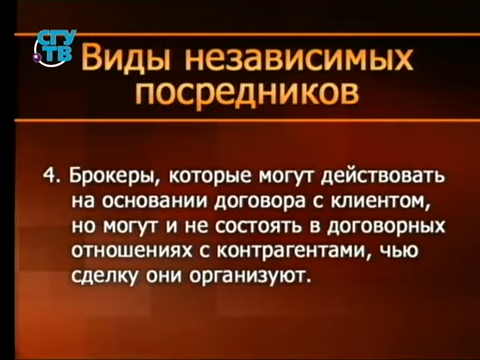 СГУ
ТВ
Виды независимых
посредников
4. Брокеры, которые могут действовать
на основании договора с клиентом,
но могут и не состоять в договорных
отношениях с контрагентами, чью
сделку они организуют.